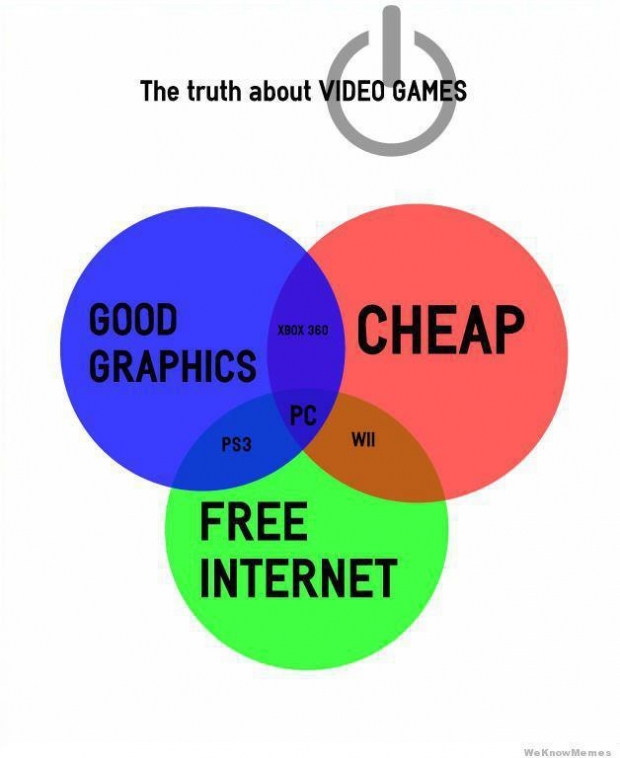 The truth about VIDEO GAMES
GOOD
GRAPHICS
XBOX 360
CHEAP
PC
PS3
WII
FREE
INTERNET
WeKnowMemes